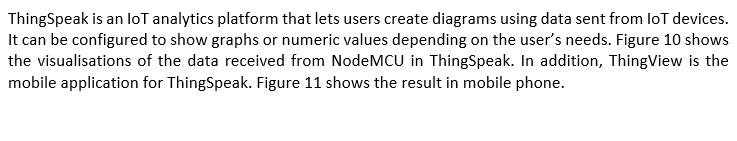 ThingSpeak is an IoT analytics platform that lets users create diagrams using data sent from IoT devices.
It can be configured to show graphs or numeric values depending on the user’s needs. Figure 10 shows
the visualisations of the data received from NodeMCU in ThingSpeak. In addition, ThingView is the
mobile application for ThingSpeak. Figure 11 shows the result in mobile phone.